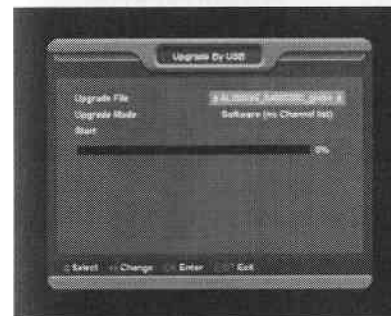 Upgrade By USB
Upgrade File
Upgrade Mode Software (no Channel list)
Start
0%
Select Change Enter Exit